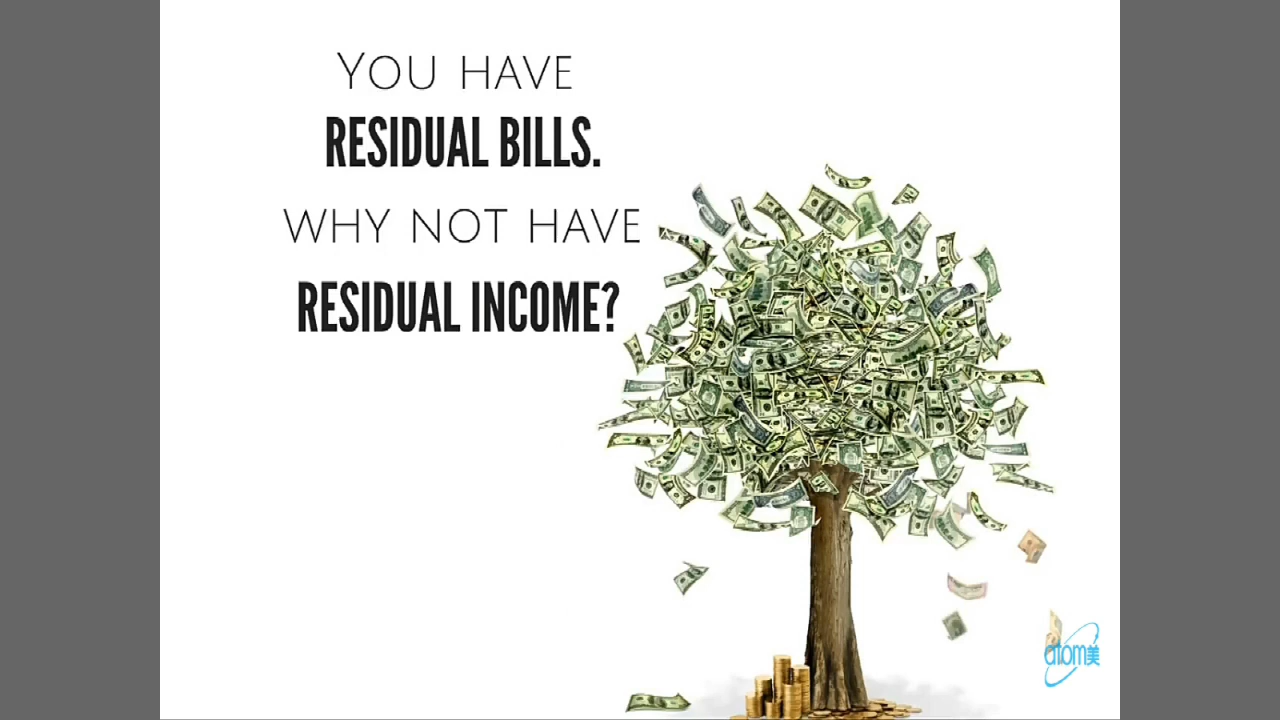 YOU HAVE
RESIDUAL BILLS.
WHY NOT HAVE
RESIDUAL INCOME?
atom美